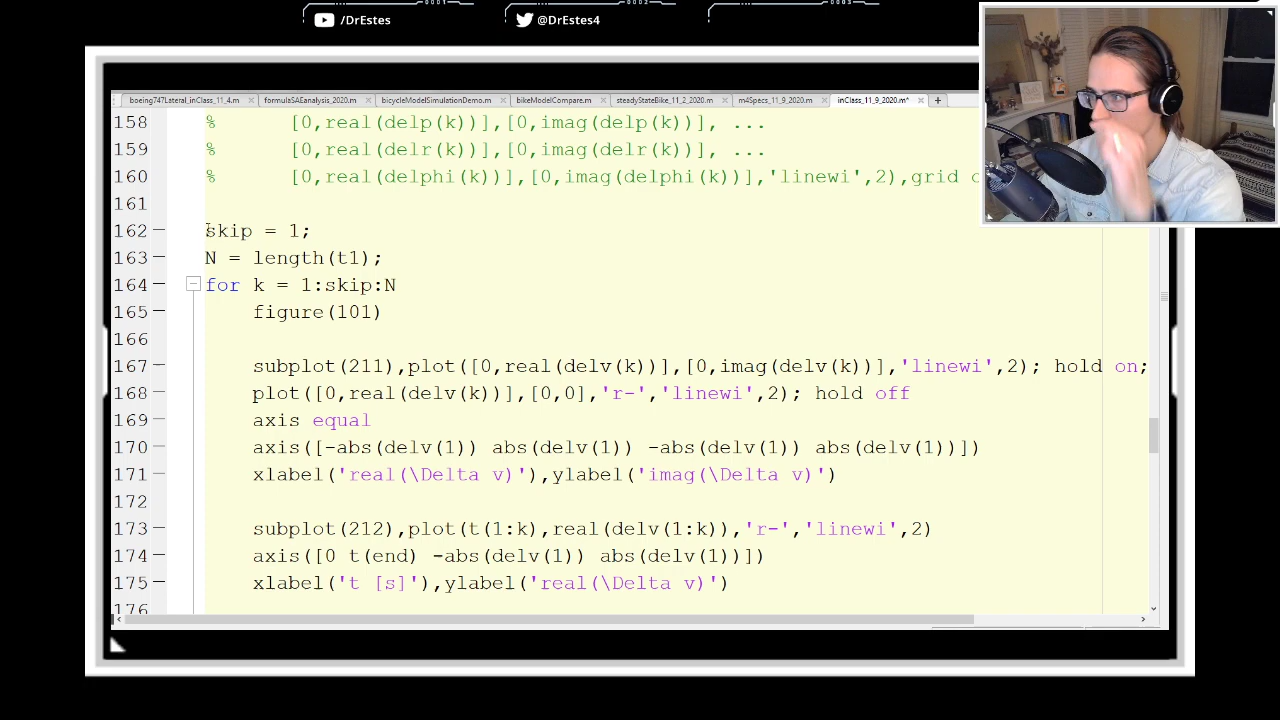 0001 0002 0003
/DrEstes @DrEstes4
boeing747Lateral_inClass_11_4.m formulaSAEanalysis_2020.m bicycleModelSimulationDemo.m bikeModelCompare.m steadyStateBike_11_2_2020.m m4Specs_11_9_2020.m inClass_11_9_2020.m*
158 % [0,real(delp(k))],[0,imag(delp(k))], ...
159 % [0,real(delr(k))],[0,imag(delr(k))], ...
160 % [0,real(delphi(k))],[0,imag(delphi(k))],'linewi',2),grid
161
162 skip = 1;
163 N = length(t1);
164 for k = 1:skip:N
165 figure(101)
166
167 subplot(211),plot([0,real(delv(k))],[0,imag(delv(k))],'linewi',2); hold on;
168 plot([0,real(delv(k))],[0,0],'r-','linewi',2); hold off
169 axis equal
170 axis([-abs(delv(1)) abs(delv(1)) -abs(delv(1)) abs(delv(1))])
171 xlabel('real(\Delta v)'),ylabel('imag(\Delta v)')
172
173 subplot(212),plot(t(1:k),real(delv(1:k)),'r-','linewi',2)
174 axis([0 t(end) -abs(delv(1)) abs(delv(1))])
175 xlabel('t [s]'),ylabel('real(\Delta v)')
176